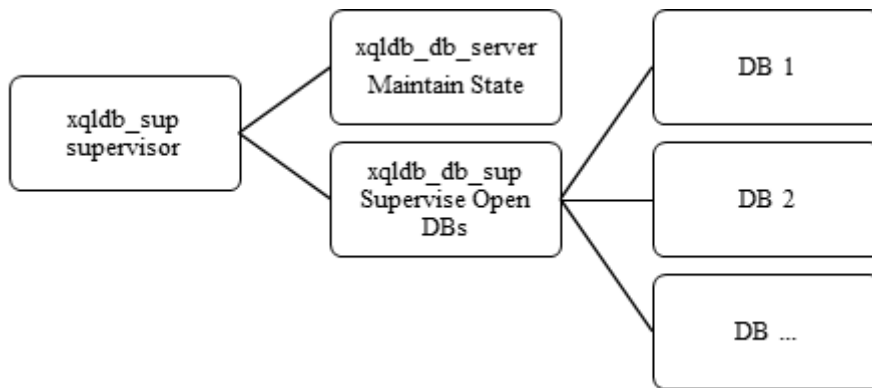 xqldb_sup
supervisor
xqldb_db_server
Maintain State
xqldb_db_sup
Supervise Open
DBs
DB 1
DB 2
DB ...